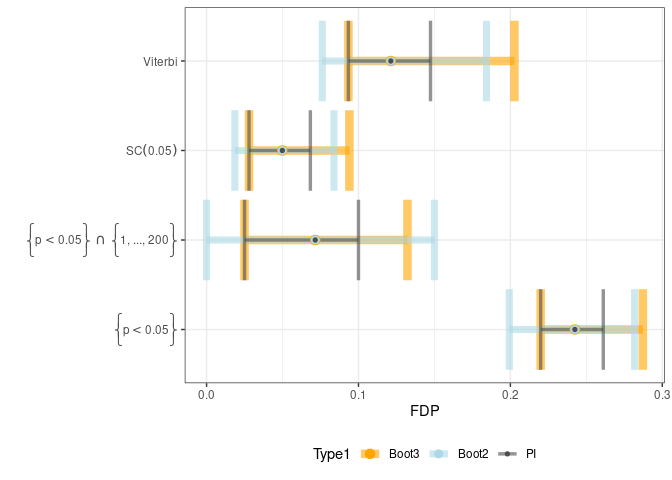 Viterbi
SC(0.05)
{p < 0.05} ∩ {1, ..., 200}
{p < 0.05}
0.0 0.1 0.2 0.3
FDP
Type1 Boot3 Boot2 PI